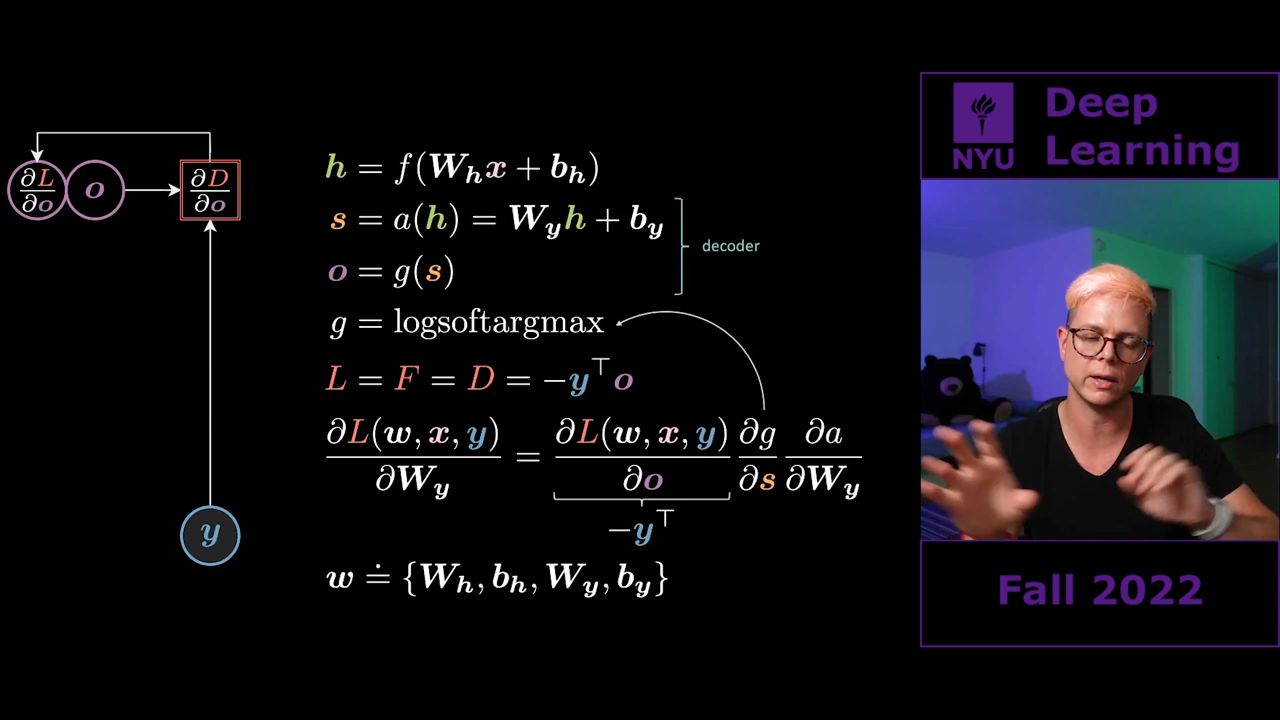 ∂L/∂o o ∂D/∂o
y
h = f(W_h x + b_h)
s = a(h) = W_y h + b_y
o = g(s)
decoder
g = logsoftargmax
L = F = D = −y^⊤ o
∂L(w, x, y)/∂W_y = ∂L(w, x, y)/∂o ∂g/∂s ∂a/∂W_y
−y^⊤
w ≐ {W_h, b_h, W_y, b_y}
NYU
Deep
Learning
Fall 2022